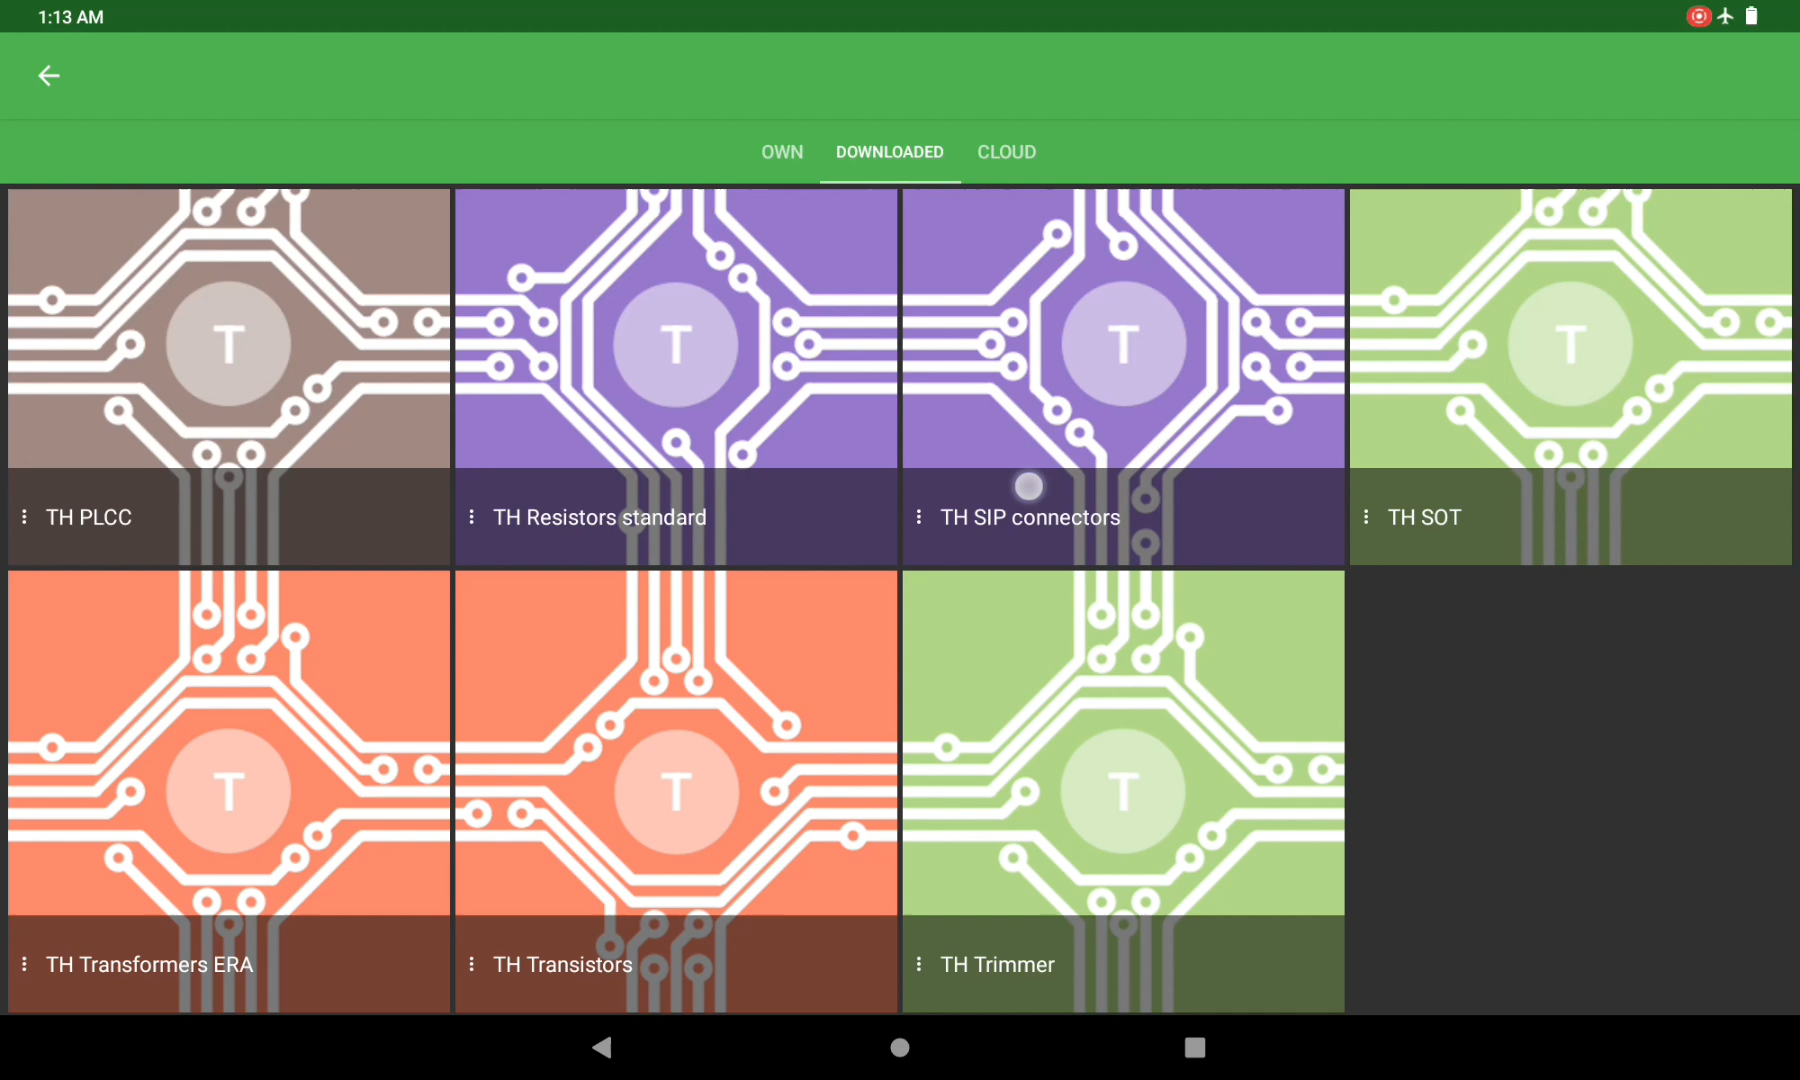 1:13 AM
OWN
DOWNLOADED
CLOUD
T
T
T
T
TH PLCC
TH Resistors standard
TH SIP connectors
TH SOT
T
T
T
TH Transformers ERA
TH Transistors
TH Trimmer